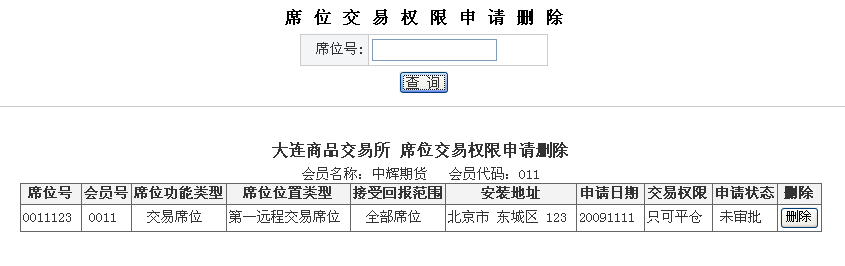 席 位 交 易 权 限 申 请 删 除
席位号:
查 询
大连商品交易所 席位交易权限申请删除
会员名称: 中辉期货 会员代码: 011
席位号 会员号 席位功能类型 席位位置类型 接受回报范围 安装地址 申请日期 交易权限 申请状态 删除
0011123 0011 交易席位 第一远程交易席位 全部席位 北京市 东城区 123 20091111 只可平仓 未审批 删除